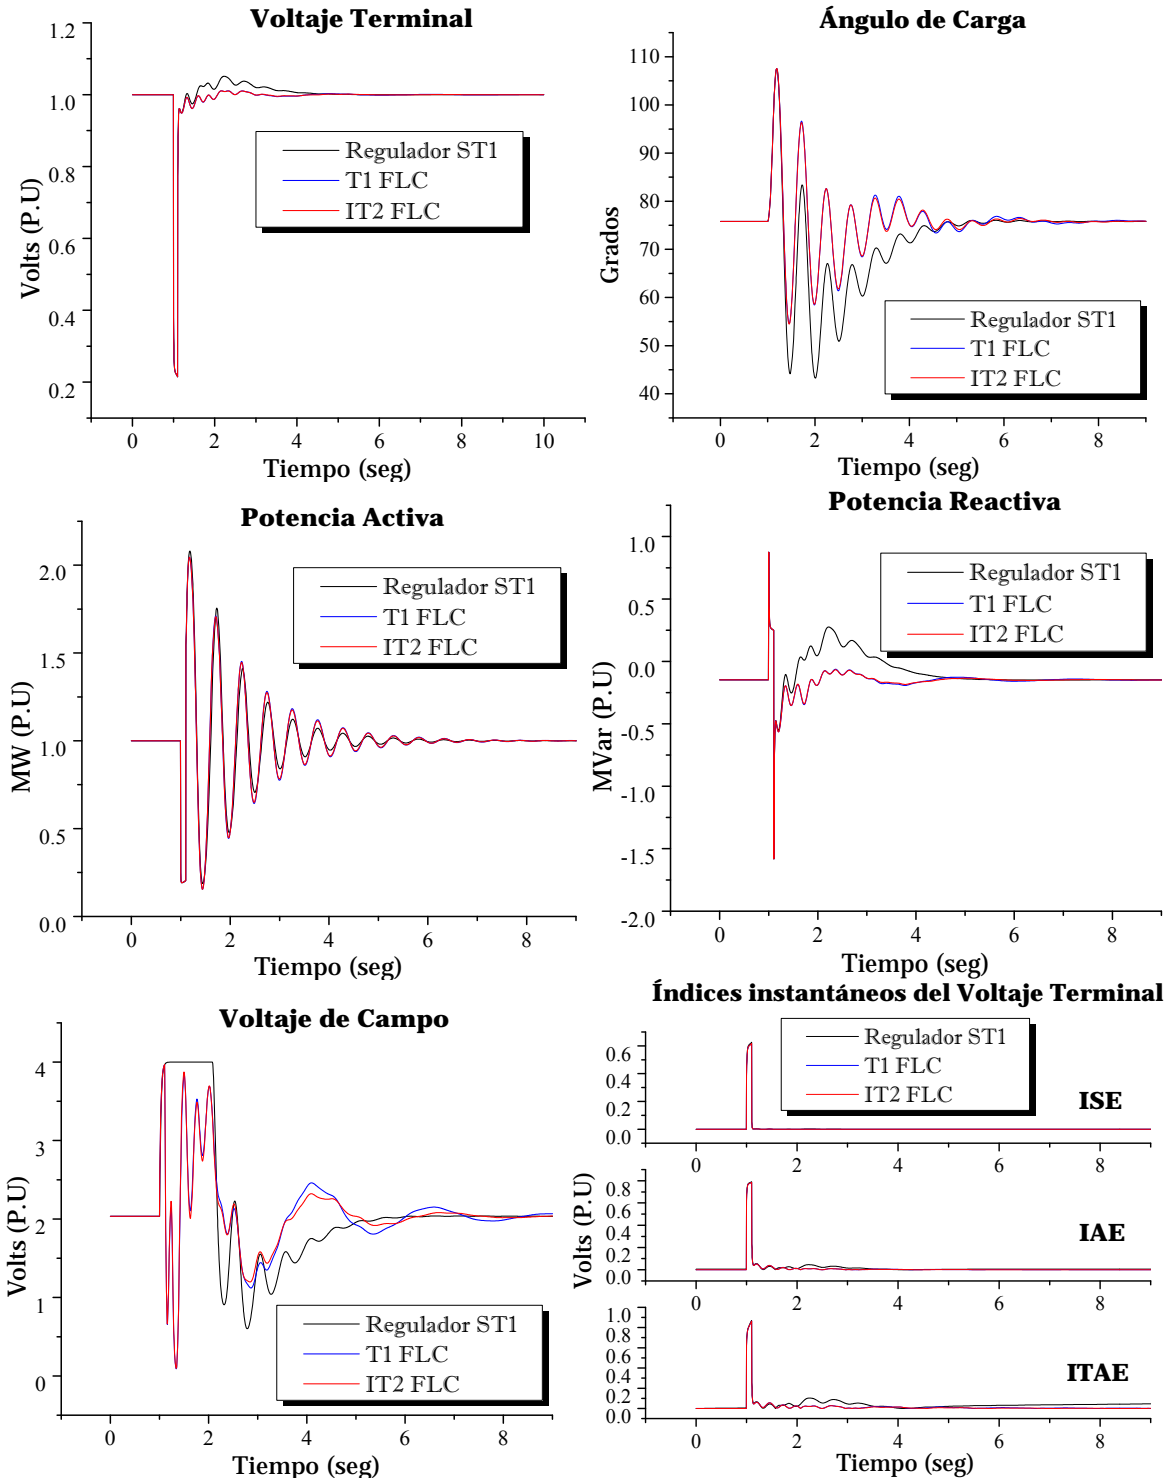 Voltaje Terminal
1.2
1.0
0.8
0.6
0.4
0.2
Volts (P.U)
Regulador ST1
T1 FLC
IT2 FLC
0 2 4 6 8 10
Tiempo (seg)
Ángulo de Carga
110
100
90
80
70
60
50
40
Grados
Regulador ST1
T1 FLC
IT2 FLC
0 2 4 6 8
Tiempo (seg)
Potencia Activa
2.0
1.5
1.0
0.5
0.0
MW (P.U)
Regulador ST1
T1 FLC
IT2 FLC
0 2 4 6 8
Tiempo (seg)
Potencia Reactiva
1.0
0.5
0.0
-0.5
-1.0
-1.5
-2.0
MVar (P.U)
Regulador ST1
T1 FLC
IT2 FLC
0 2 4 6 8
Tiempo (seg)
Voltaje de Campo
4
3
2
1
0
Volts (P.U)
Regulador ST1
T1 FLC
IT2 FLC
0 2 4 6 8
Tiempo (seg)
Índices instantáneos del Voltaje Terminal
Regulador ST1
T1 FLC
IT2 FLC
0.6
0.4
0.2
0.0
ISE
0 2 4 6 8
0.8
0.6
0.4
0.2
0.0
Volts (P.U)
IAE
0 2 4 6 8
1.0
0.8
0.6
0.4
0.2
0.0
ITAE
0 2 4 6 8
Tiempo (seg)